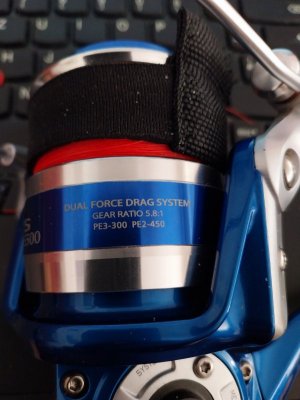 DUAL FORCE DRAG SYSTEM
GEAR RATIO 5.8:1
PE3-300 PE2-450